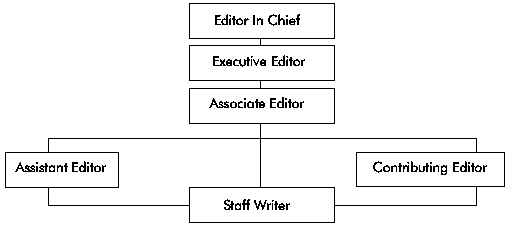 Editor In Chief
Executive Editor
Associate Editor
Assistant Editor
Contributing Editor
Staff Writer